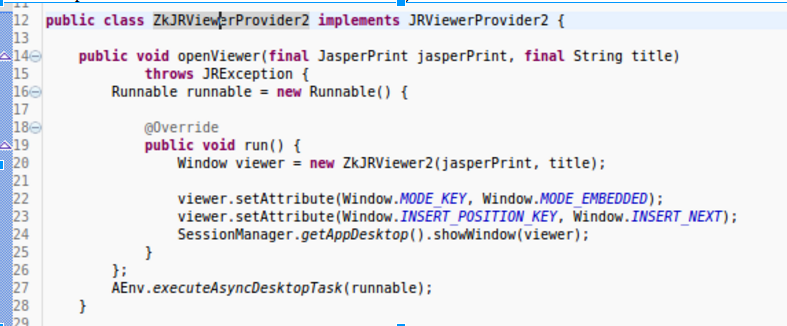 11
12 public class ZkJRViewerProvider2 implements JRViewerProvider2 {
13
14 public void openViewer(final JasperPrint jasperPrint, final String title)
15 throws JRException {
16 Runnable runnable = new Runnable() {
17
18 @Override
19 public void run() {
20 Window viewer = new ZkJRViewer2(jasperPrint, title);
21
22 viewer.setAttribute(Window.MODE_KEY, Window.MODE_EMBEDDED);
23 viewer.setAttribute(Window.INSERT_POSITION_KEY, Window.INSERT_NEXT);
24 SessionManager.getAppDesktop().showWindow(viewer);
25 }
26 };
27 AEnv.executeAsyncDesktopTask(runnable);
28 }
29